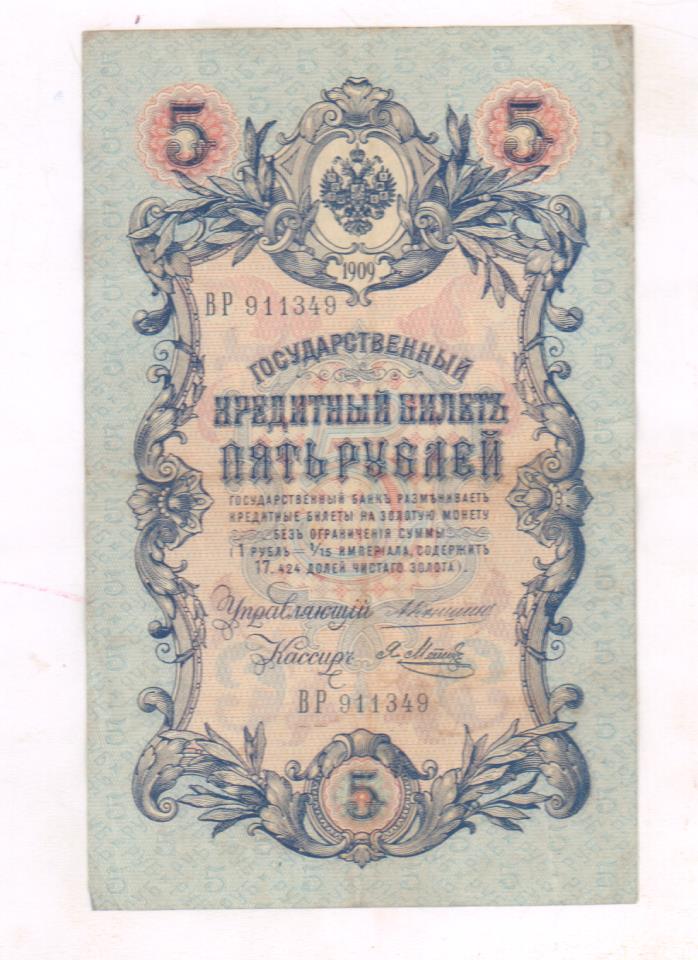 5 5
1909
ВР 911349
ГОСУДАРСТВЕННЫЙ
КРЕДИТНЫЙ БИЛЕТЪ
ПЯТЬ РУБЛЕЙ
ГОСУДАРСТВЕННЫЙ БАНКЪ РАЗМѢНИВАЕТЪ
КРЕДИТНЫЕ БИЛЕТЫ НА ЗОЛОТУЮ МОНЕТУ
БЕЗЪ ОГРАНИЧЕНІЯ СУММЫ
(1 РУБЛЬ — 1/15 ИМПЕРІАЛА, СОДЕРЖИТЪ
17.424 ДОЛЕЙ ЧИСТАГО ЗОЛОТА).
Управляющій
Кассиръ
ВР 911349
5